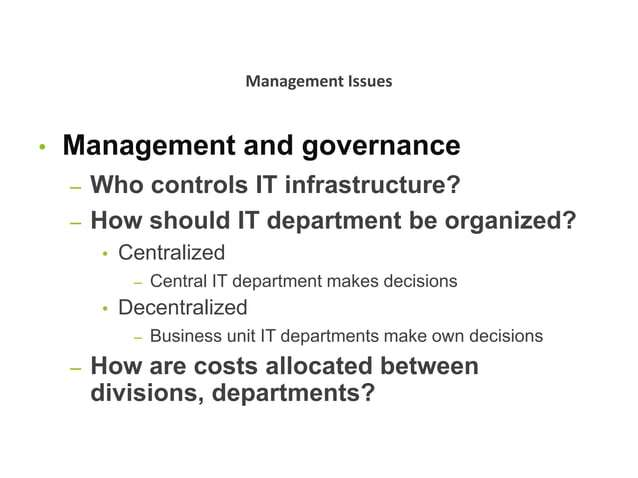 Management Issues
• Management and governance
– Who controls IT infrastructure?
– How should IT department be organized?
• Centralized
– Central IT department makes decisions
• Decentralized
– Business unit IT departments make own decisions
– How are costs allocated between
divisions, departments?